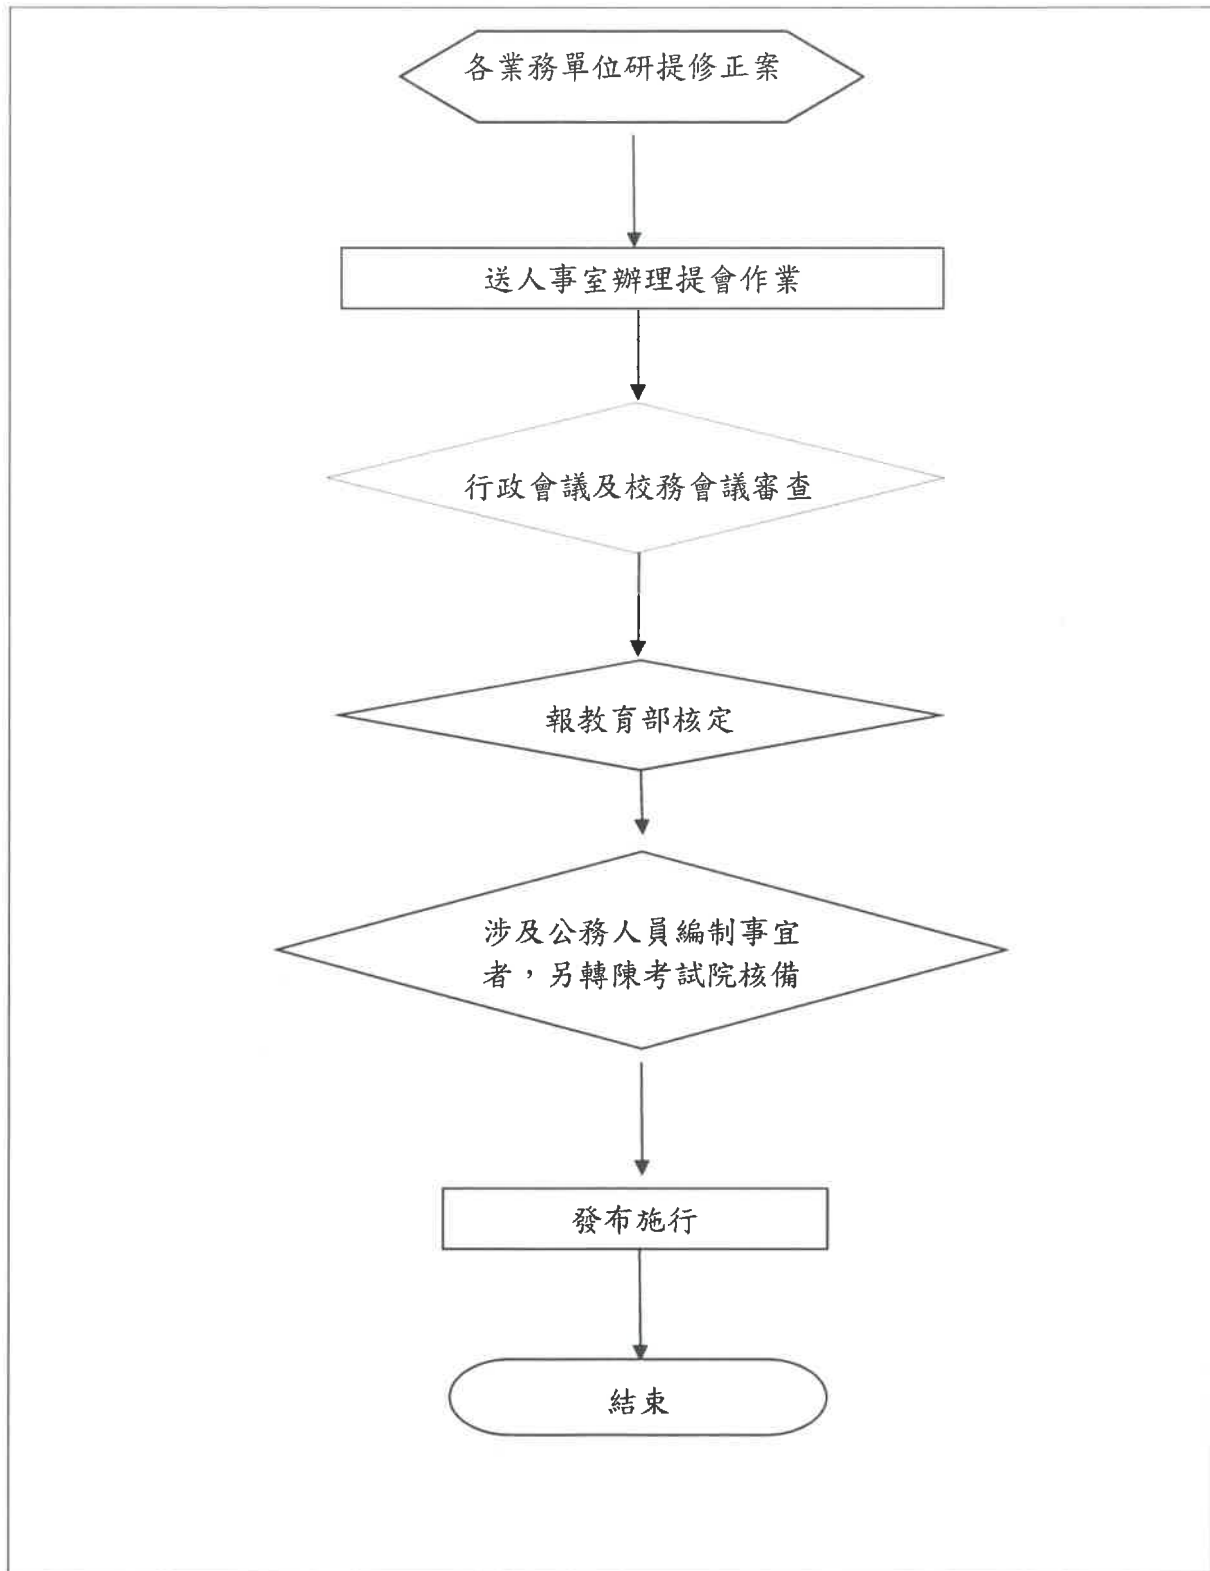 各業務單位研提修正案
送人事室辦理提會作業
行政會議及校務會議審查
報教育部核定
涉及公務人員編制事宜
者，另轉陳考試院核備
發布施行
結束